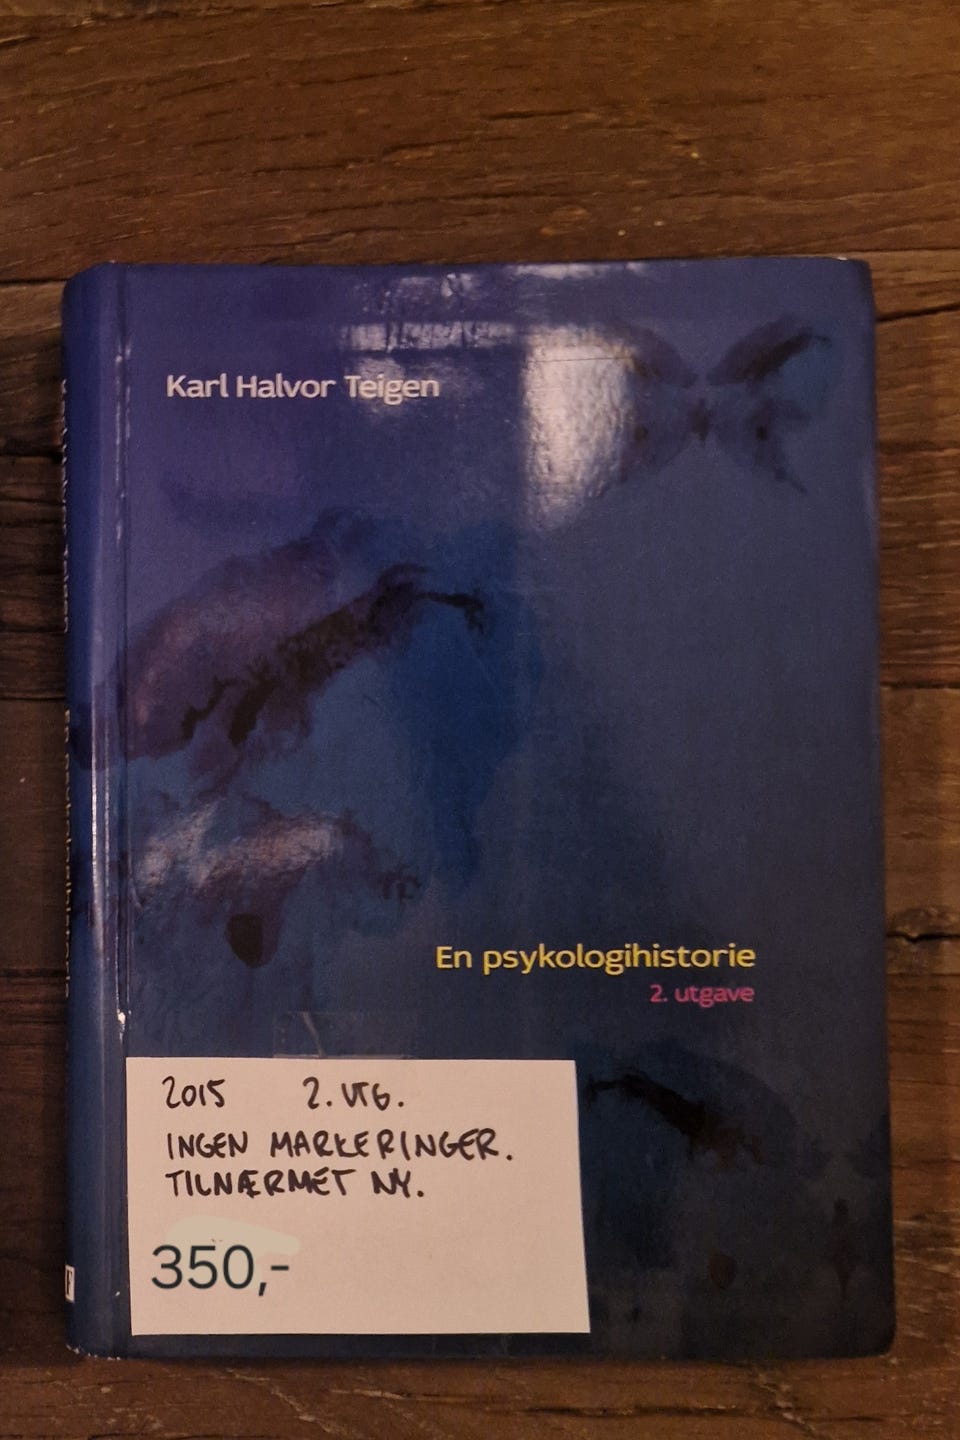 Karl Halvor Teigen
En psykologihistorie
2. utgave
2015 2. UTG.
INGEN MARKERINGER.
TILNÆRMET NY.
350,-
F